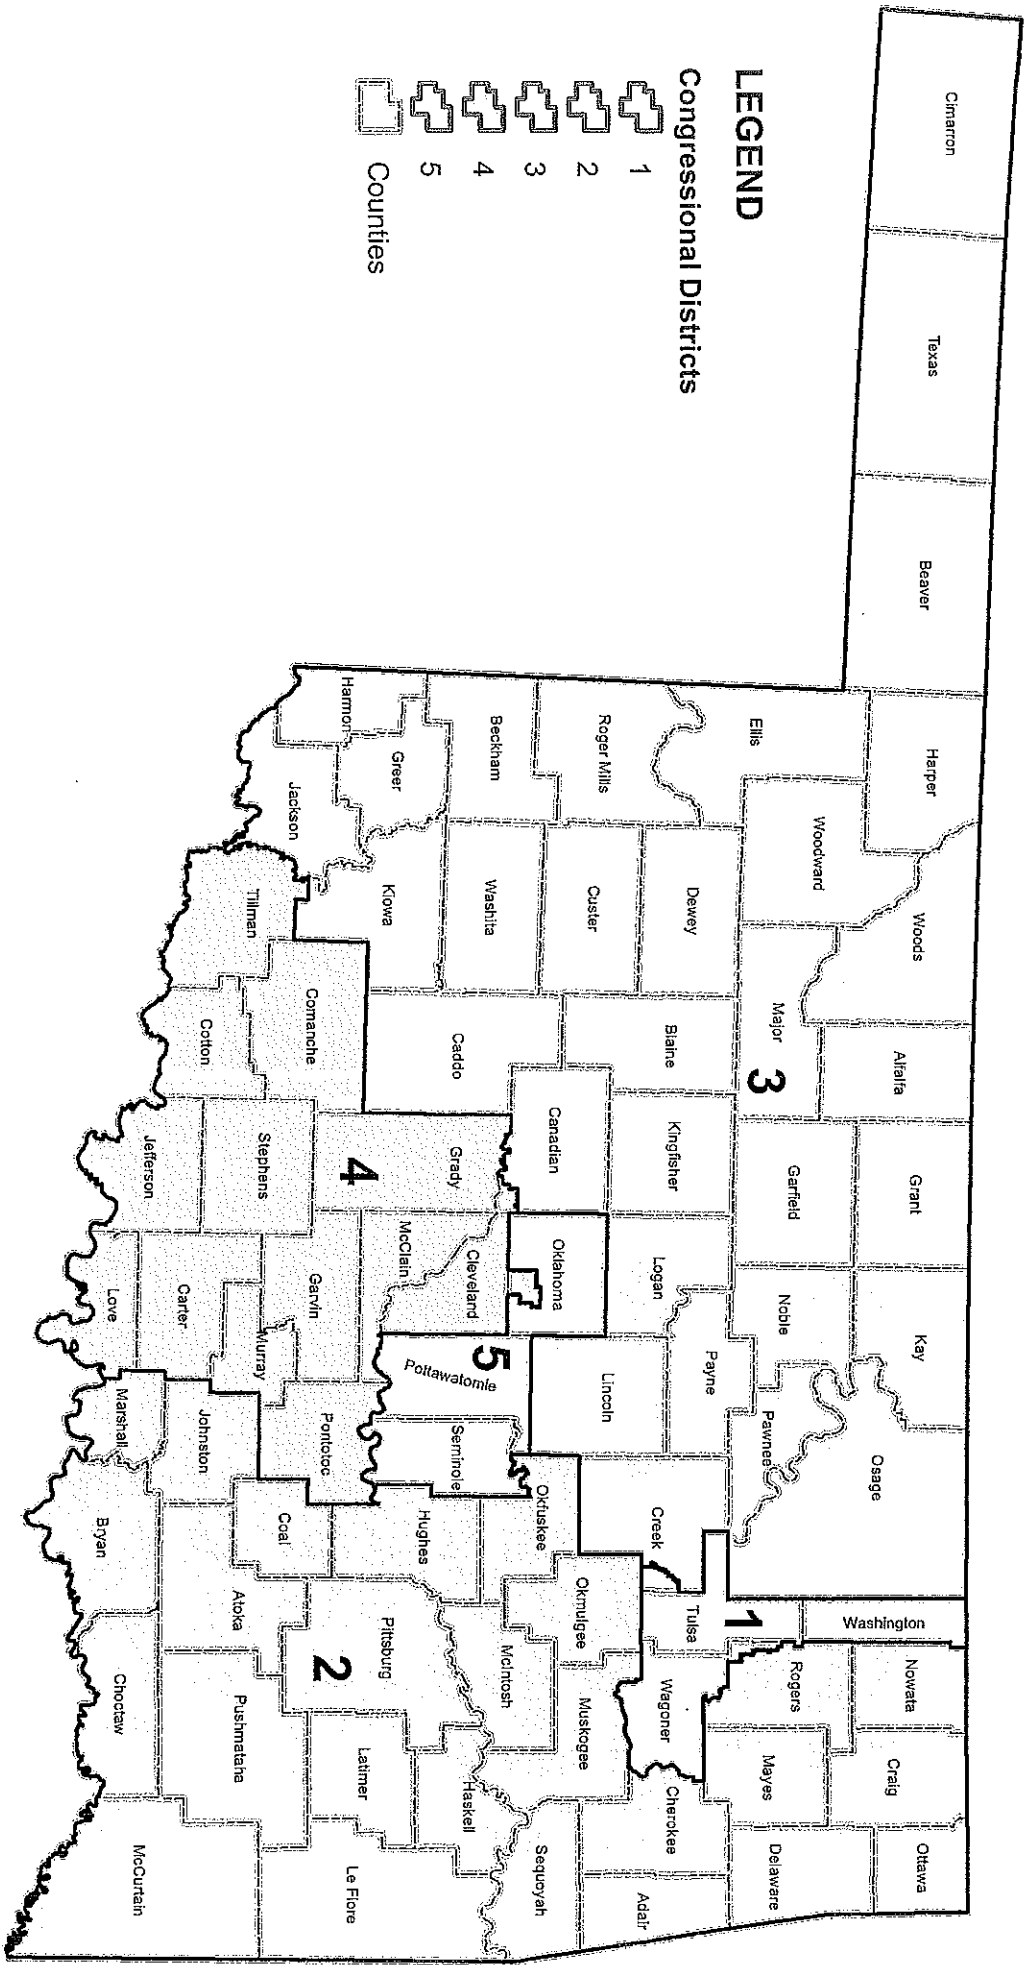 LEGEND
Congressional Districts
1
2
3
4
5
Counties
Cimarron
Texas
Beaver
Harper
Woods
Alfalfa
Grant
Kay
Osage
Washington
Nowata
Craig
Ottawa
Ellis
Woodward
Major
Garfield
Noble
Pawnee
Rogers
Mayes
Delaware
3
1
Roger Mills
Dewey
Blaine
Kingfisher
Logan
Payne
Creek
Tulsa
Wagoner
Cherokee
Adair
Custer
Canadian
Oklahoma
Lincoln
Okfuskee
Okmulgee
Muskogee
Sequoyah
Beckham
Washita
Caddo
Grady
Cleveland
5
Pottawatomie
Seminole
Hughes
McIntosh
Haskell
Harmon
Greer
Kiowa
McClain
Jackson
Comanche
4
Garvin
Pontotoc
Coal
Pittsburg
2
Latimer
Le Flore
Tillman
Cotton
Stephens
Murray
Johnston
Atoka
Pushmataha
Jefferson
Carter
Love
Marshall
Bryan
Choctaw
McCurtain